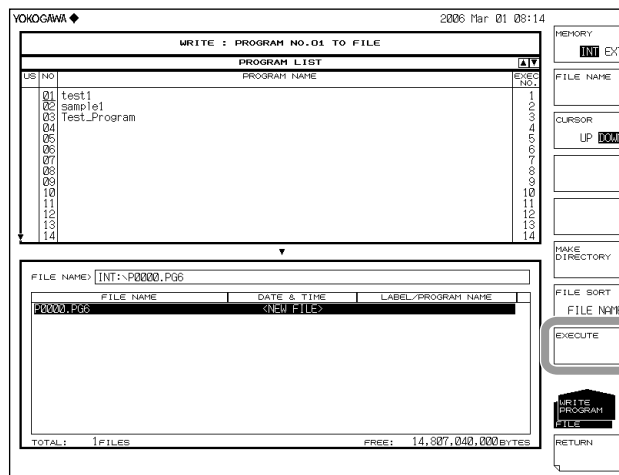 YOKOGAWA ◆ 2006 Mar 01 08:14
WRITE : PROGRAM NO.01 TO FILE
PROGRAM LIST
US NO PROGRAM NAME EXEC NO.
01 test1 1
02 sample1 2
03 Test_Program 3
04 4
05 5
06 6
07 7
08 8
09 9
10 10
11 11
12 12
13 13
14 14
FILE NAME> INT:\P0000.PG6
FILE NAME DATE & TIME LABEL/PROGRAM NAME
P0000.PG6 <NEW FILE>
TOTAL: 1FILES FREE: 14,807,040,000BYTES
MEMORY
INT EX
FILE NAME
CURSOR
UP DOWN
MAKE
DIRECTORY
FILE SORT
FILE NAME
EXECUTE
WRITE
PROGRAM
FILE
RETURN